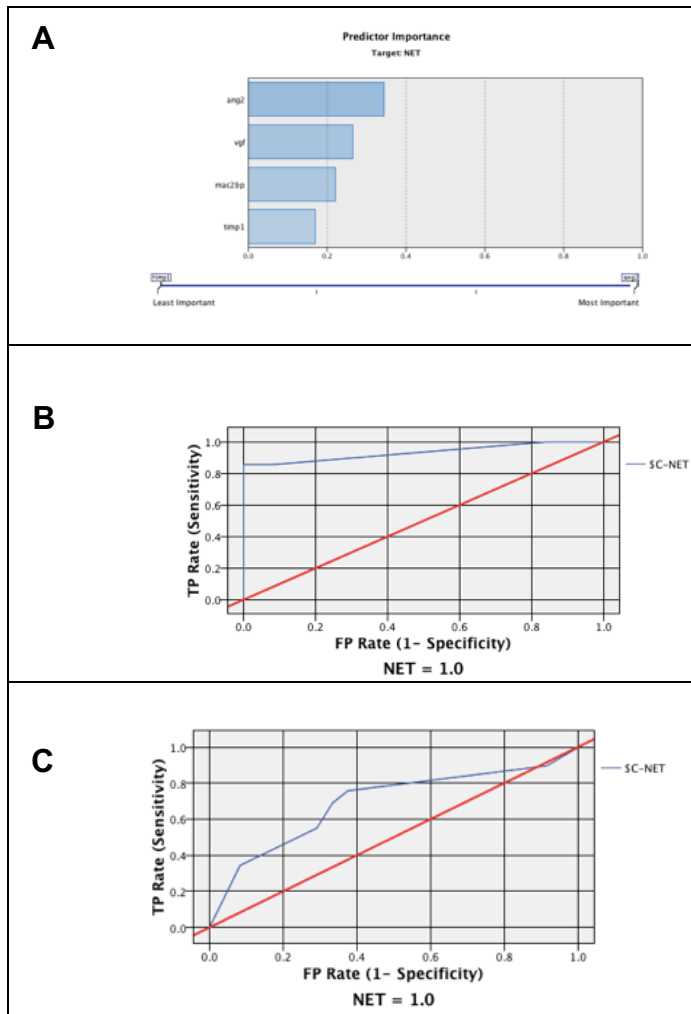 A
Predictor Importance
Target: NET
ang2
vgf
mac2bp
timp1
0.0 0.2 0.4 0.6 0.8 1.0
timp1 ang2
Least Important Most Important
B
TP Rate (Sensitivity)
1.0
0.8
0.6
0.4
0.2
0.0
$C-NET
0.0 0.2 0.4 0.6 0.8 1.0
FP Rate (1- Specificity)
NET = 1.0
C
TP Rate (Sensitivity)
1.0
0.8
0.6
0.4
0.2
0.0
$C-NET
0.0 0.2 0.4 0.6 0.8 1.0
FP Rate (1- Specificity)
NET = 1.0